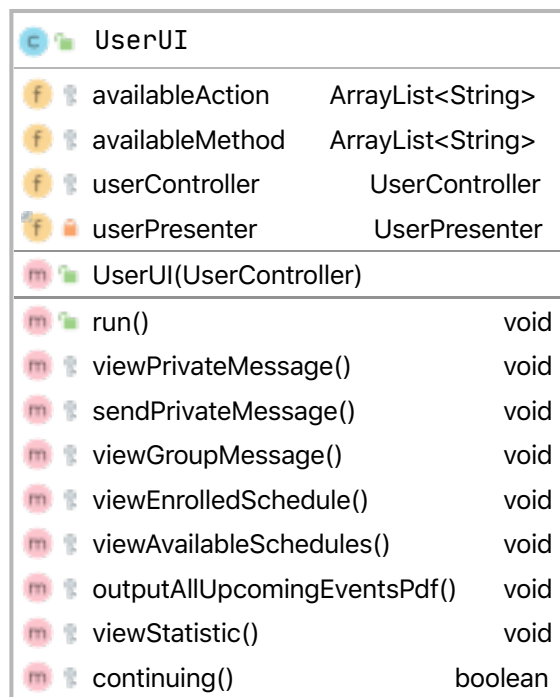 UserUI
availableAction ArrayList<String>
availableMethod ArrayList<String>
userController UserController
userPresenter UserPresenter
UserUI(UserController)
run() void
viewPrivateMessage() void
sendPrivateMessage() void
viewGroupMessage() void
viewEnrolledSchedule() void
viewAvailableSchedules() void
outputAllUpcomingEventsPdf() void
viewStatistic() void
continuing() boolean